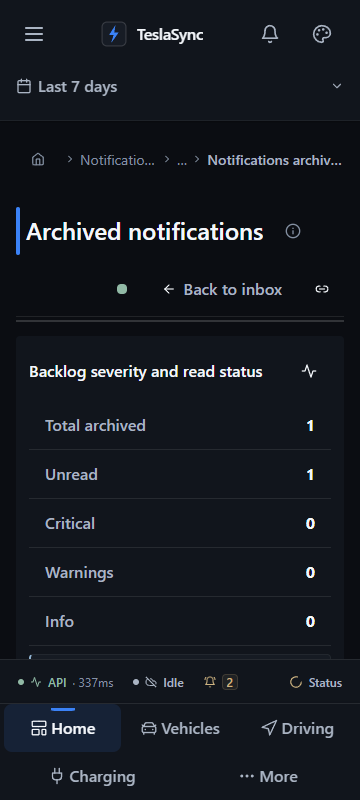 TeslaSync
Last 7 days
Notificatio... ... Notifications archiv...
Archived notifications
Back to inbox
Backlog severity and read status
Total archived 1
Unread 1
Critical 0
Warnings 0
Info 0
API · 337ms Idle 2 Status
Home Vehicles Driving
Charging More